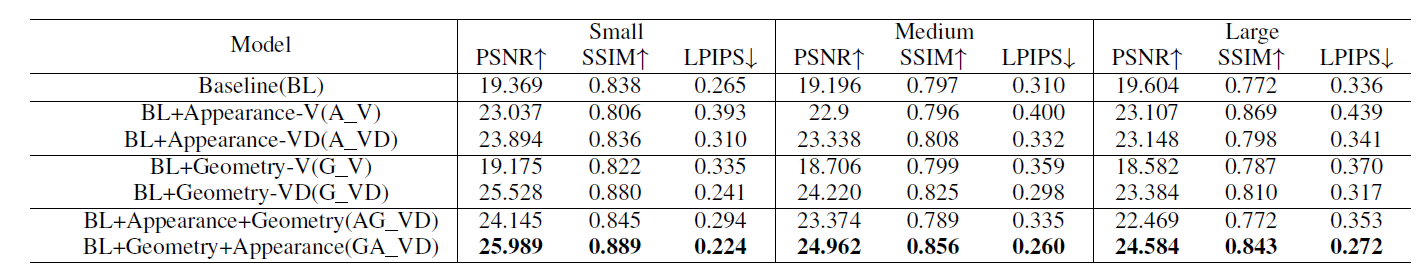 Model Small Medium Large
PSNR↑ SSIM↑ LPIPS↓ PSNR↑ SSIM↑ LPIPS↓ PSNR↑ SSIM↑ LPIPS↓
Baseline(BL) 19.369 0.838 0.265 19.196 0.797 0.310 19.604 0.772 0.336
BL+Appearance-V(A_V) 23.037 0.806 0.393 22.9 0.796 0.400 23.107 0.869 0.439
BL+Appearance-VD(A_VD) 23.894 0.836 0.310 23.338 0.808 0.332 23.148 0.798 0.341
BL+Geometry-V(G_V) 19.175 0.822 0.335 18.706 0.799 0.359 18.582 0.787 0.370
BL+Geometry-VD(G_VD) 25.528 0.880 0.241 24.220 0.825 0.298 23.384 0.810 0.317
BL+Appearance+Geometry(AG_VD) 24.145 0.845 0.294 23.374 0.789 0.335 22.469 0.772 0.353
BL+Geometry+Appearance(GA_VD) 25.989 0.889 0.224 24.962 0.856 0.260 24.584 0.843 0.272